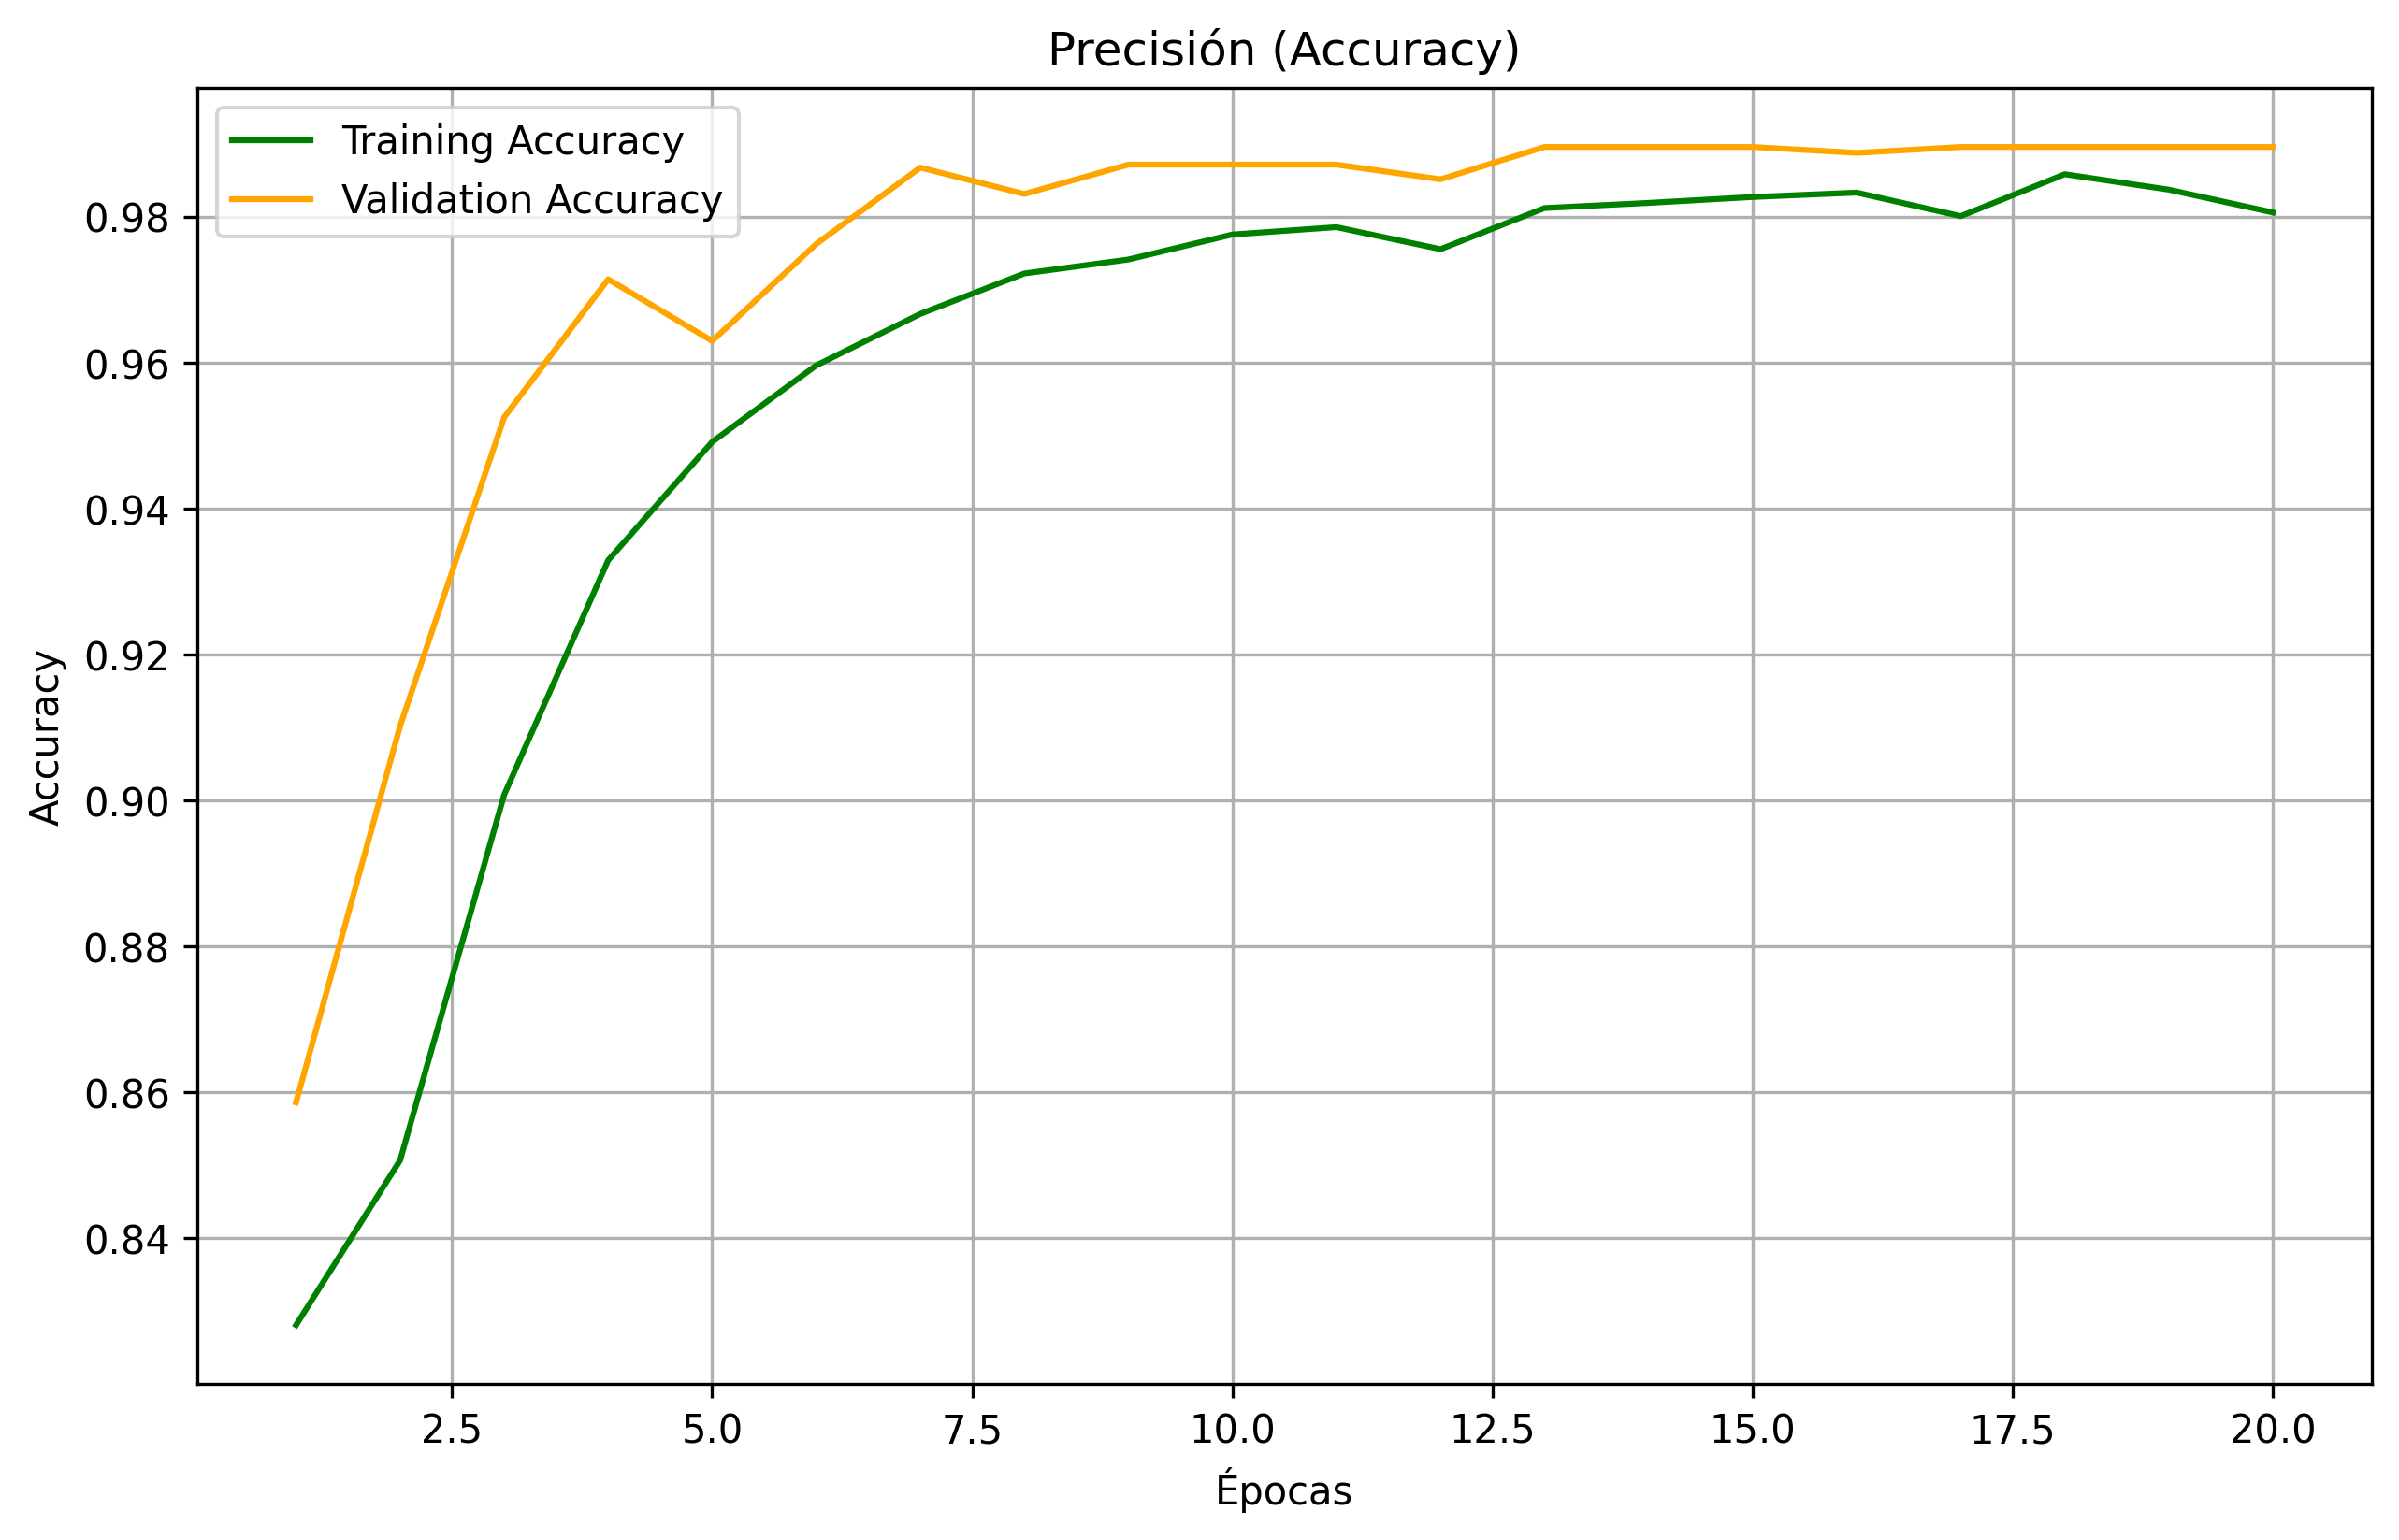 Precisión (Accuracy)
Training Accuracy
Validation Accuracy
0.98
0.96
0.94
0.92
0.90
0.88
0.86
0.84
Accuracy
2.5 5.0 7.5 10.0 12.5 15.0 17.5 20.0
Épocas